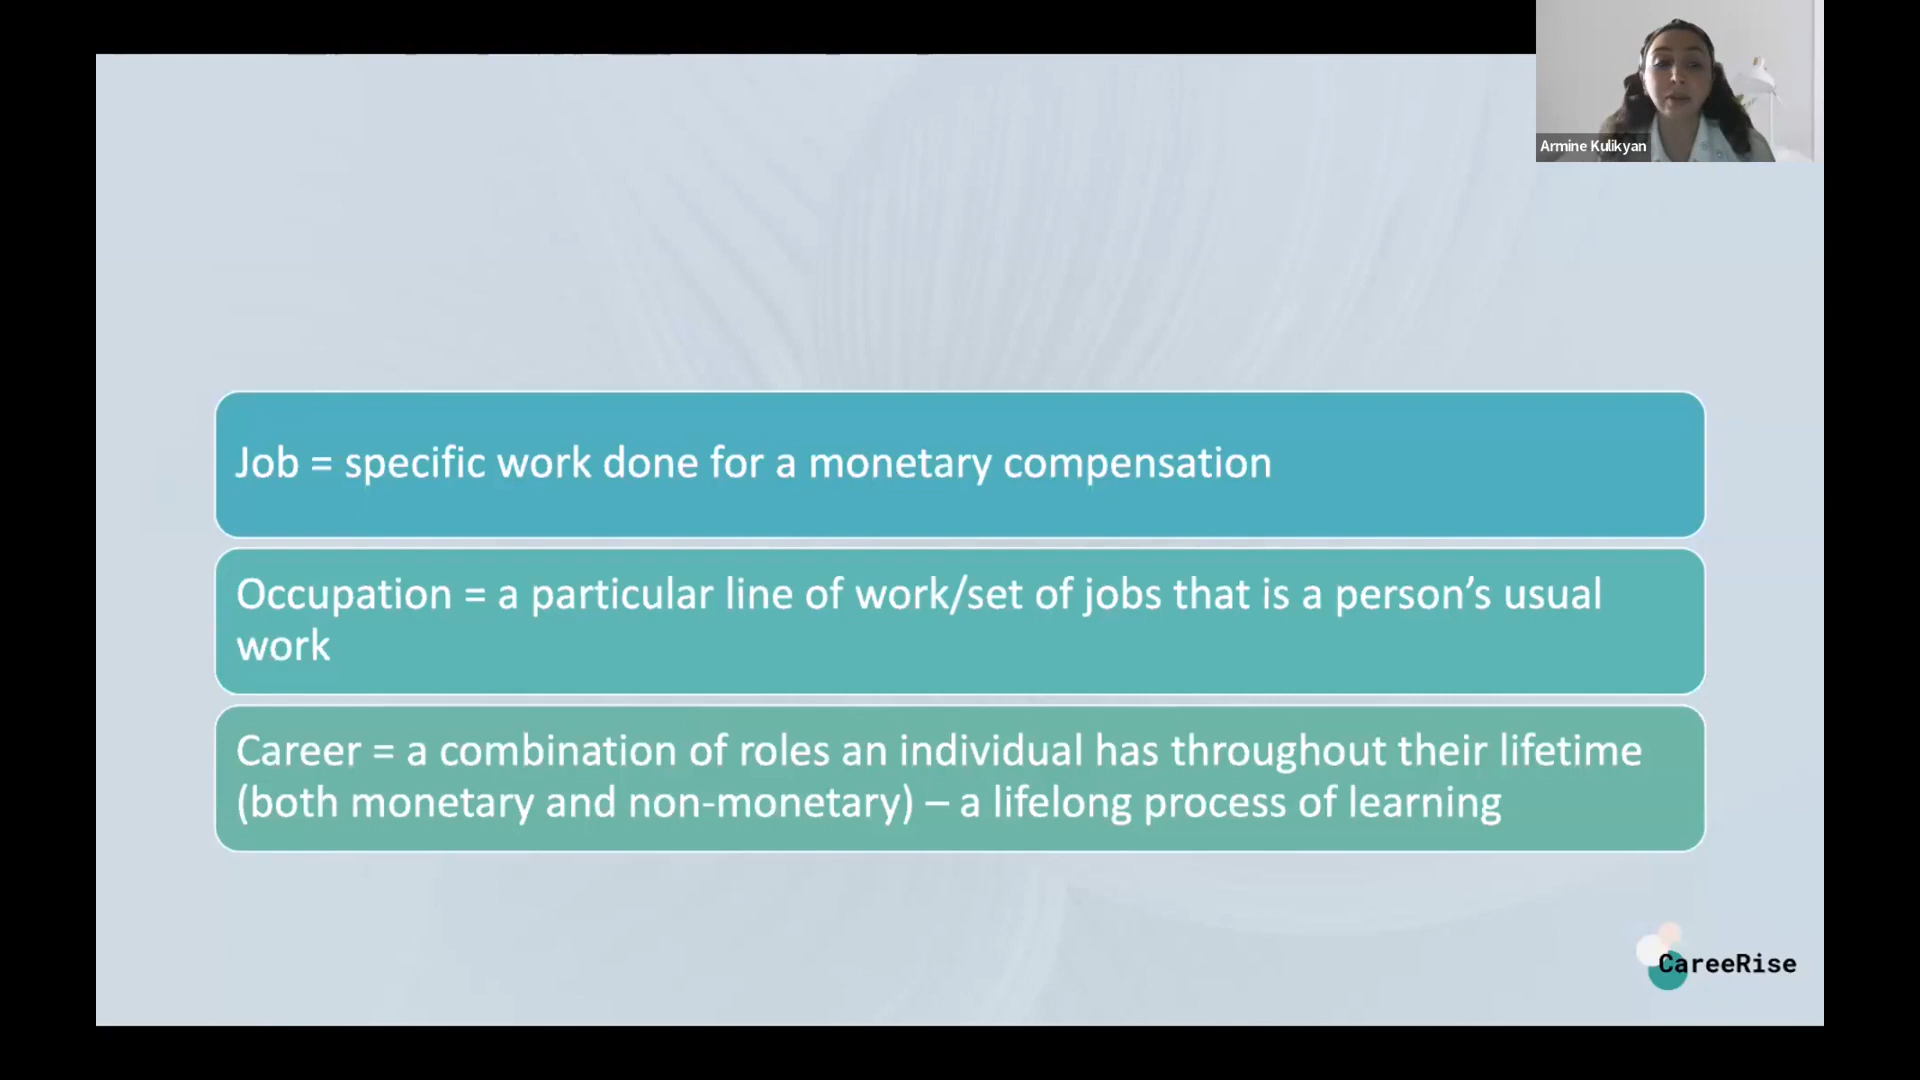 Armine Kulikyan
Job = specific work done for a monetary compensation
Occupation = a particular line of work/set of jobs that is a person’s usual
work
Career = a combination of roles an individual has throughout their lifetime
(both monetary and non-monetary) – a lifelong process of learning
CareeRise